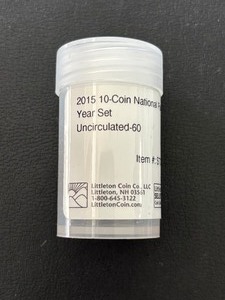 2015 10-Coin National
Year Set
Uncirculated-60
Item #:
Littleton Coin Co., LLC
Littleton, NH 03561
1-800-645-3122
LittletonCoin.com